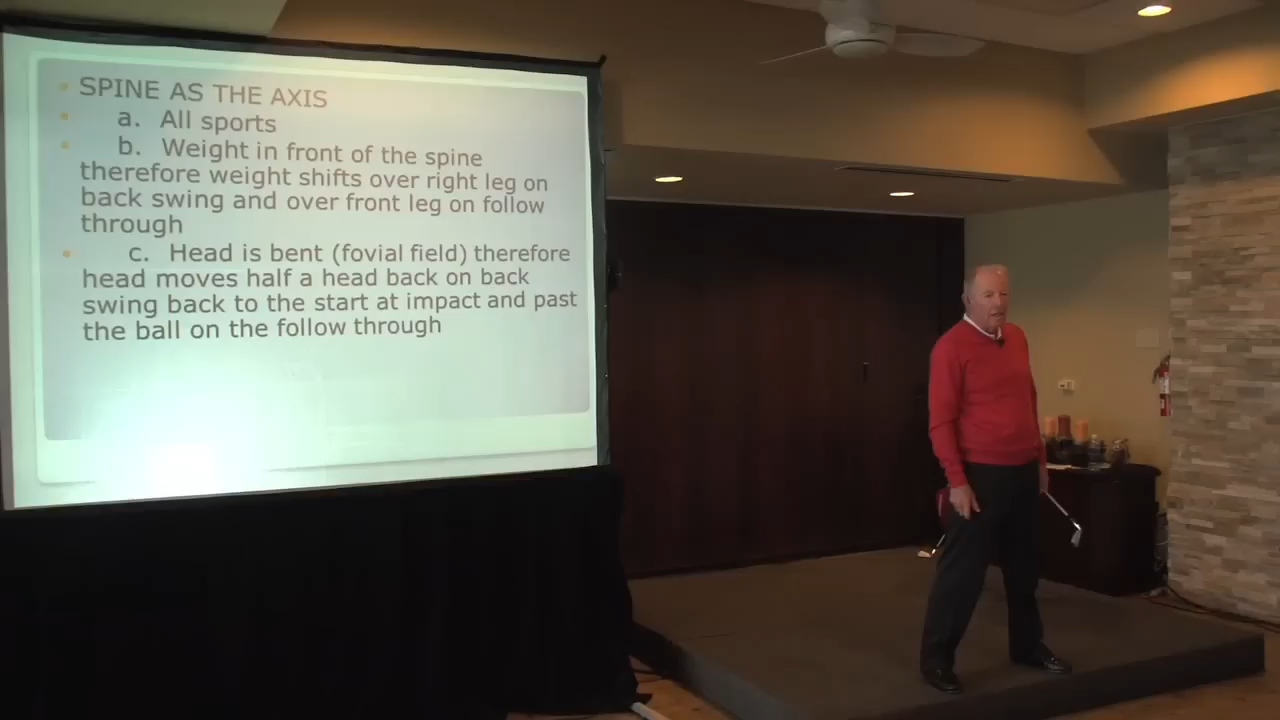 SPINE AS THE AXIS
a. All sports
b. Weight in front of the spine
therefore weight shifts over right leg on
back swing and over front leg on follow
through
c. Head is bent (fovial field) therefore
head moves half a head back on back
swing back to the start at impact and past
the ball on the follow through